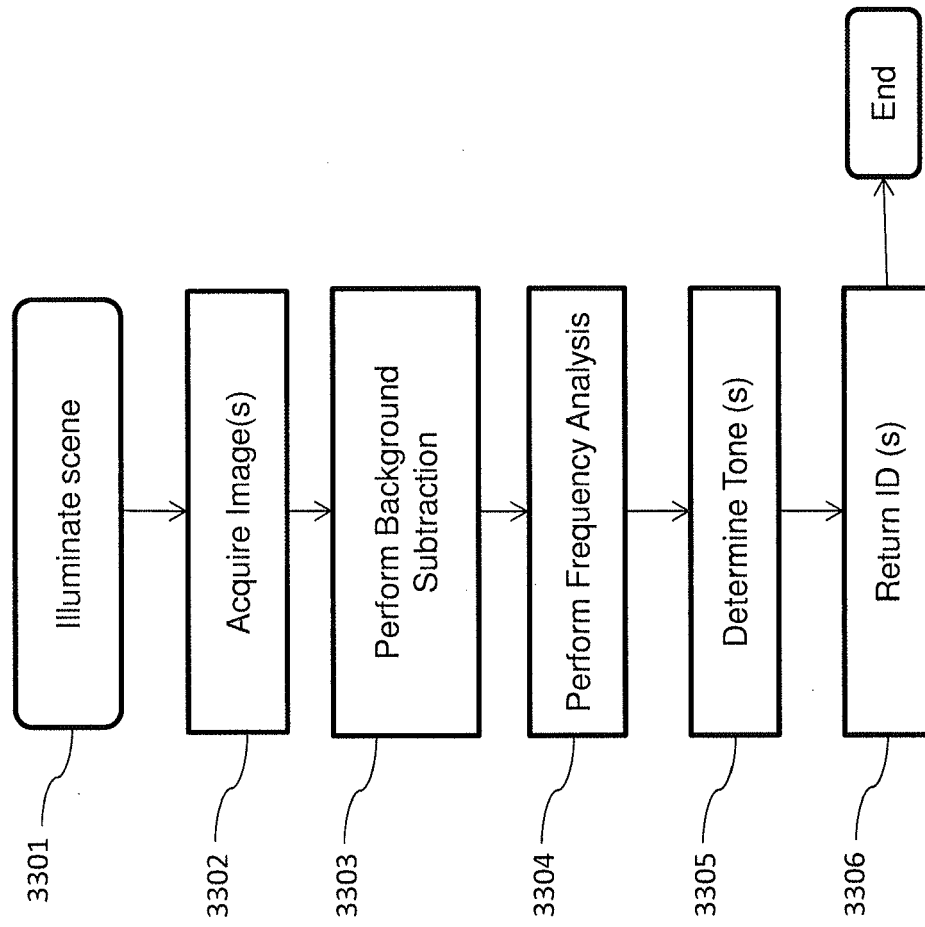 3301
Illuminate scene
3302
Acquire Image(s)
3303
Perform Background
Subtraction
3304
Perform Frequency Analysis
3305
Determine Tone (s)
3306
Return ID (s)
End